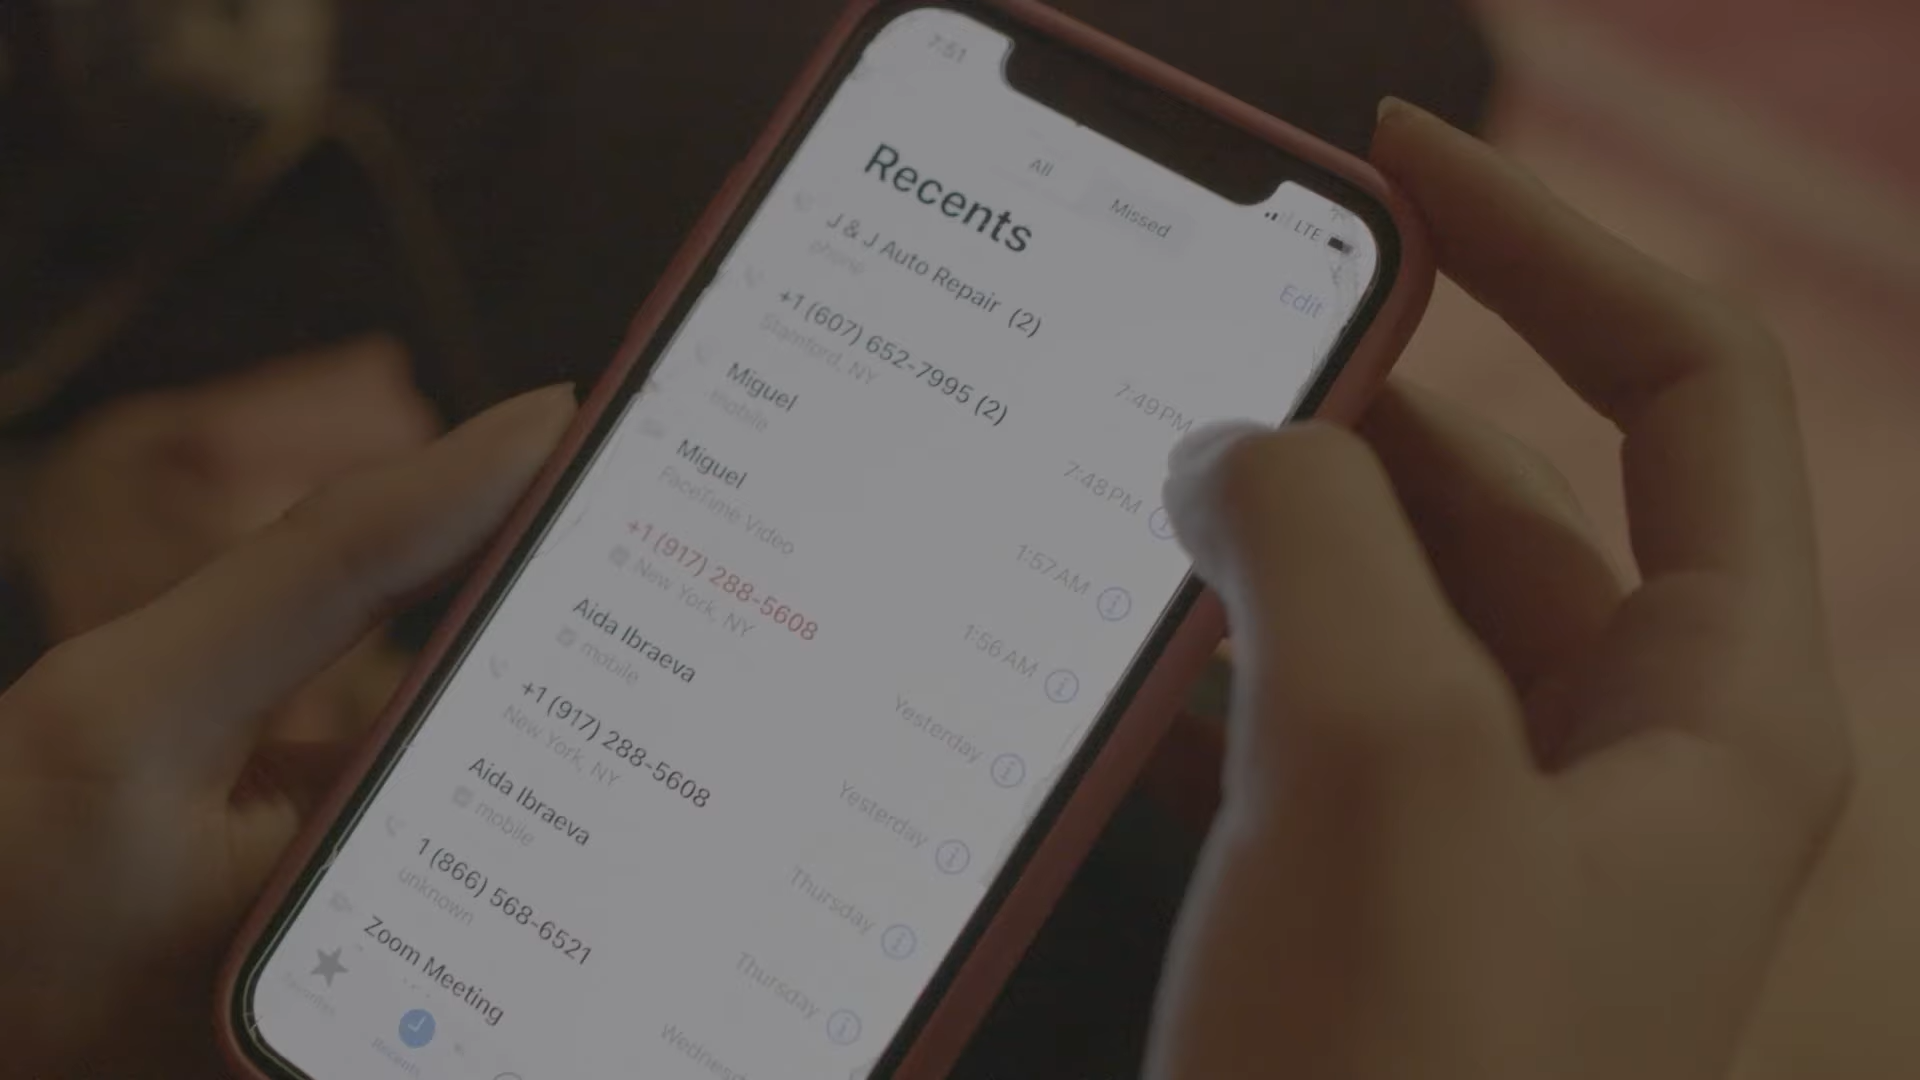 7:51
LTE
All
Missed
Edit
Recents
J & J Auto Repair (2)
phone
7:49 PM
+1 (607) 652-7995 (2)
Stamford, NY
7:48 PM
Miguel
mobile
1:57 AM
Miguel
FaceTime Video
1:56 AM
+1 (917) 288-5608
New York, NY
Yesterday
Aida Ibraeva
mobile
Yesterday
+1 (917) 288-5608
New York, NY
Thursday
Aida Ibraeva
mobile
Thursday
1 (866) 568-6521
unknown
Zoom Meeting
Favorites
Recents